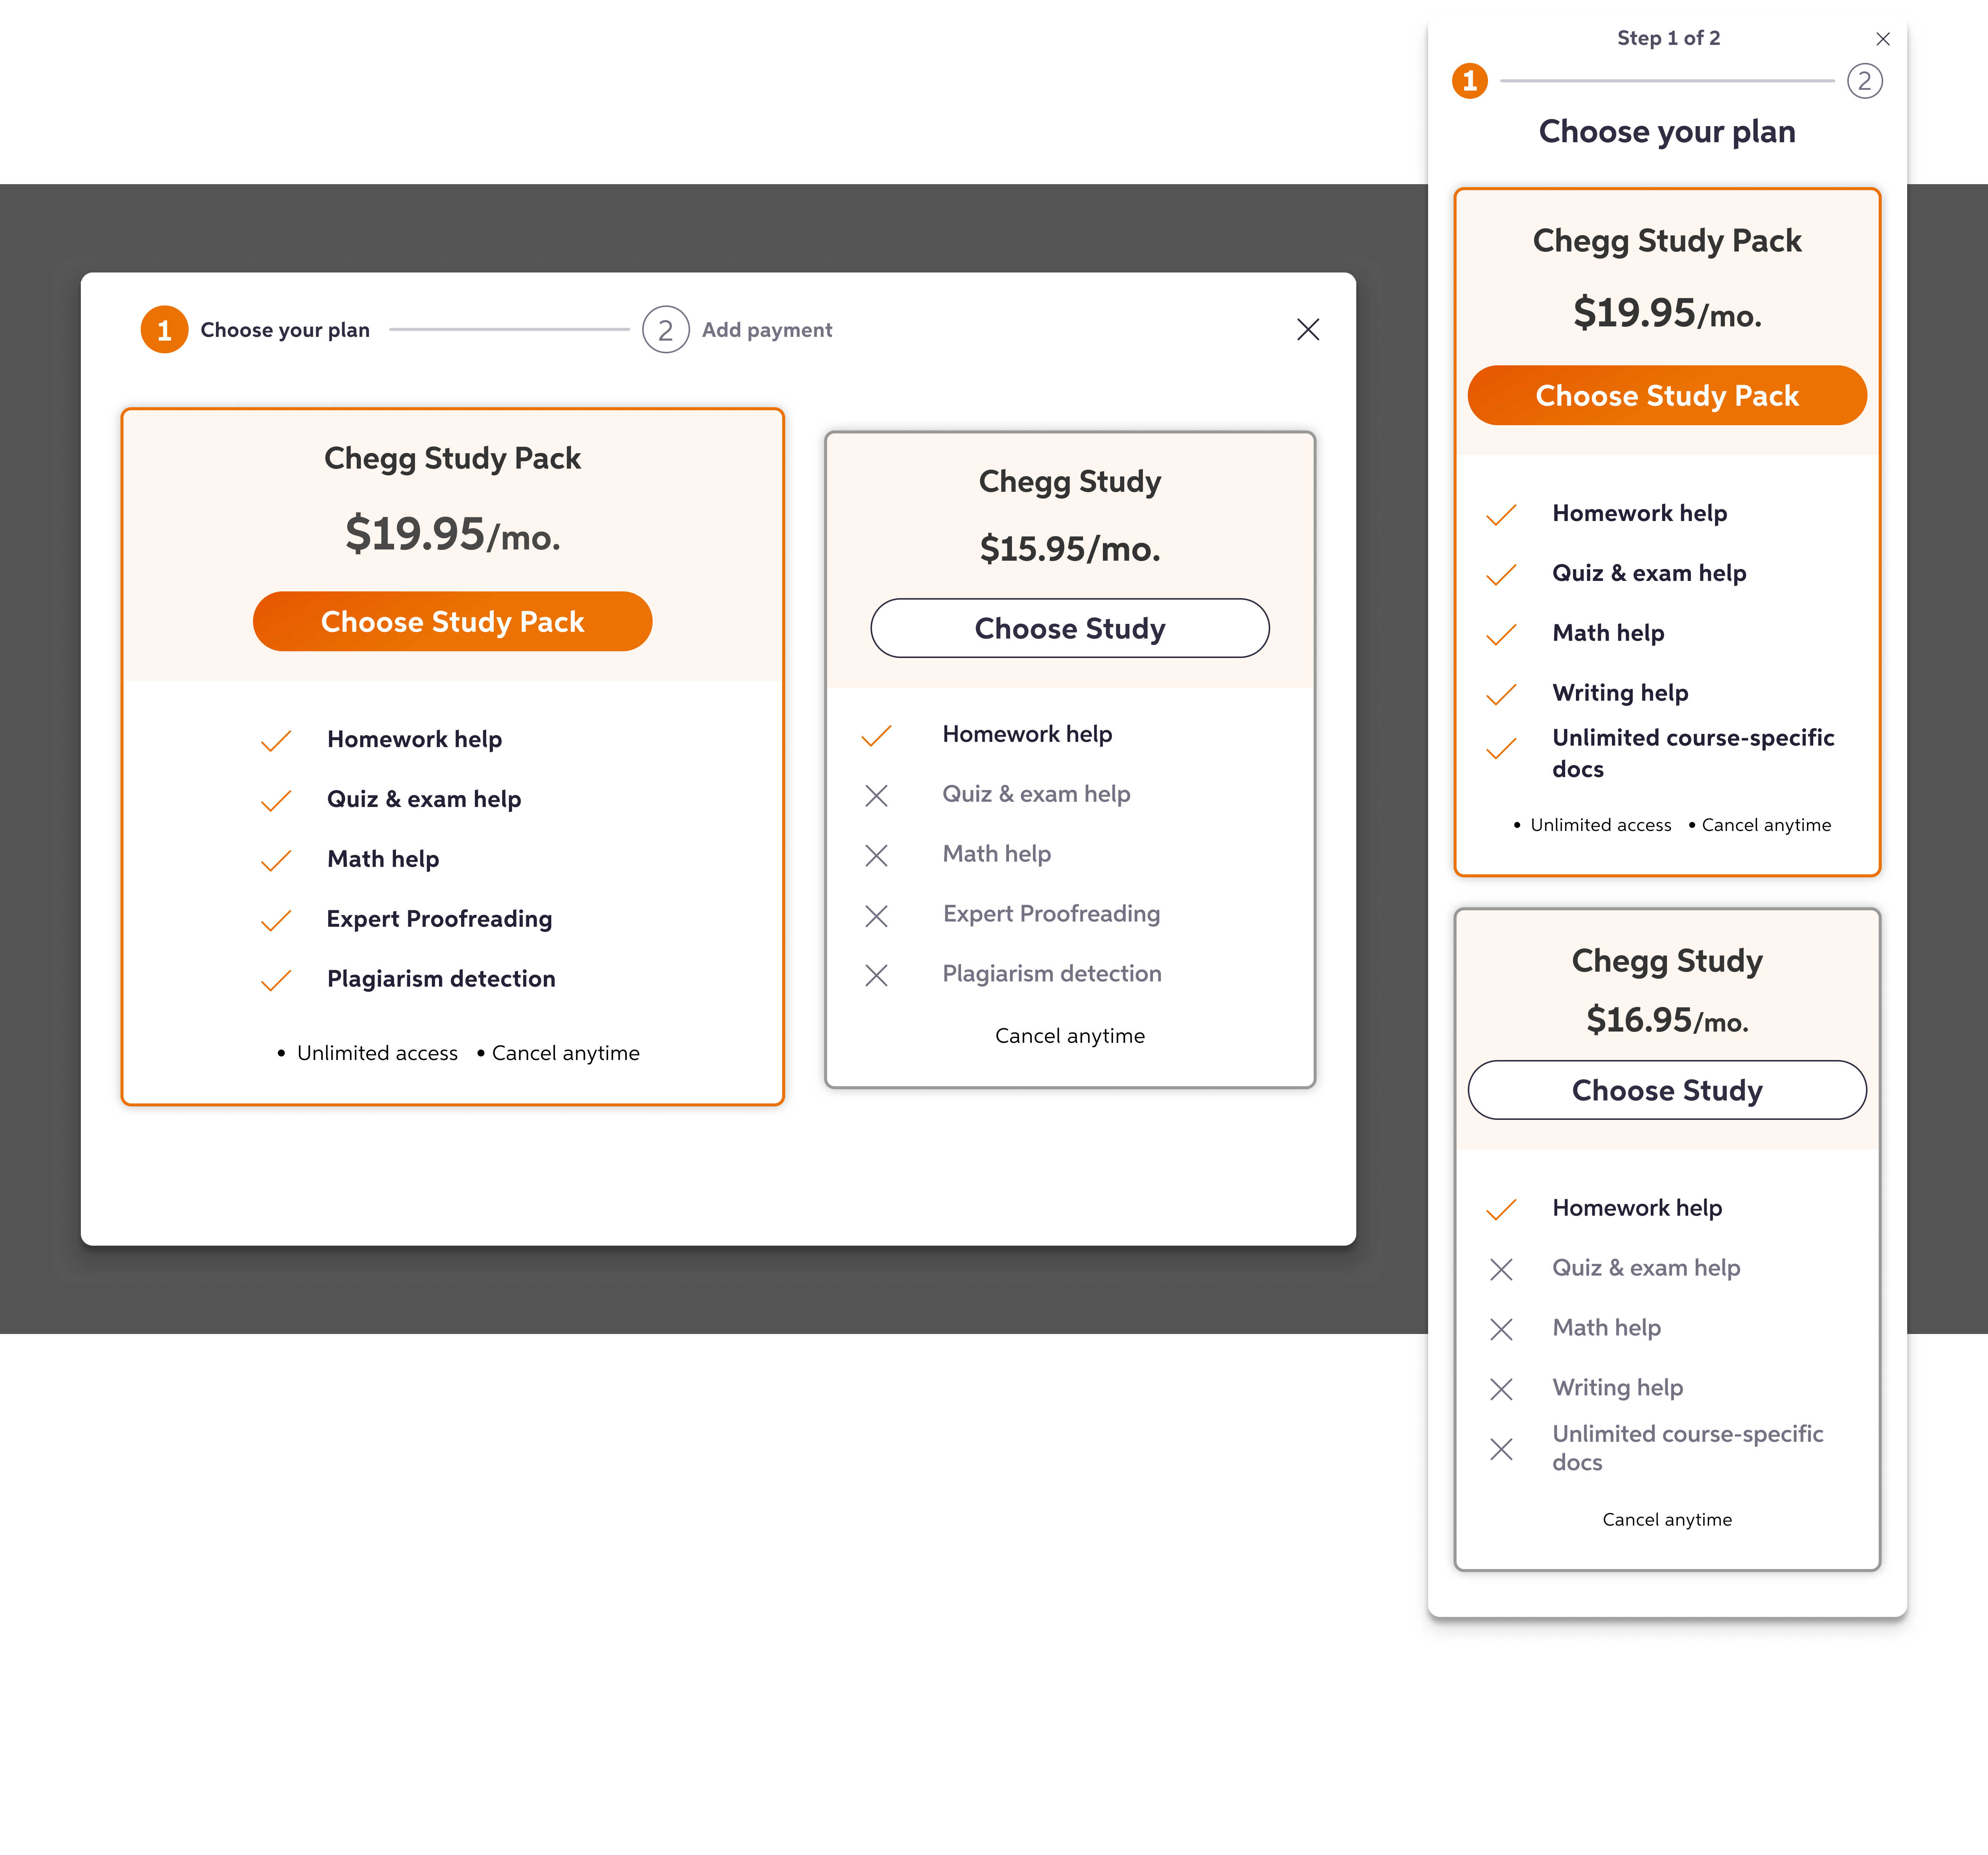 1 Choose your plan 2 Add payment
Chegg Study Pack
$19.95/mo.
Choose Study Pack
Homework help
Quiz & exam help
Math help
Expert Proofreading
Plagiarism detection
• Unlimited access • Cancel anytime
Chegg Study
$15.95/mo.
Choose Study
Homework help
Quiz & exam help
Math help
Expert Proofreading
Plagiarism detection
Cancel anytime
Step 1 of 2
1 2
Choose your plan
Chegg Study Pack
$19.95/mo.
Choose Study Pack
Homework help
Quiz & exam help
Math help
Writing help
Unlimited course-specific
docs
• Unlimited access • Cancel anytime
Chegg Study
$16.95/mo.
Choose Study
Homework help
Quiz & exam help
Math help
Writing help
Unlimited course-specific
docs
Cancel anytime